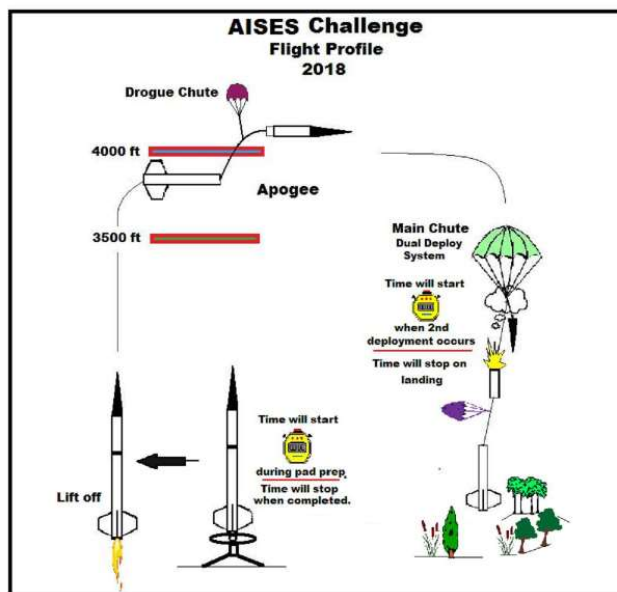 AISES Challenge
Flight Profile
2018
Drogue Chute
4000 ft
Apogee
3500 ft
Main Chute
Dual Deploy
System
Time will start
when 2nd
deployment occurs
Time will stop on
landing
Time will start
during pad prep.
Time will stop
when completed.
Lift off